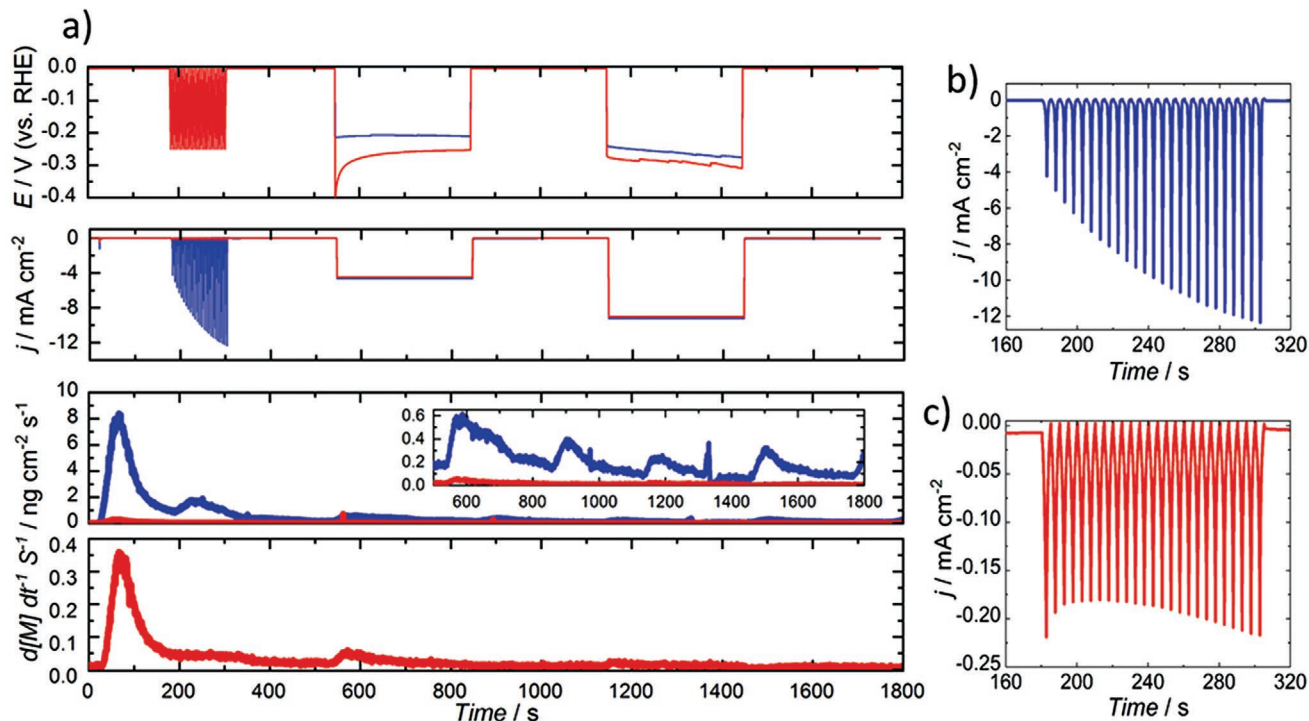 a)
E / V (vs. RHE)
0.0
-0.1
-0.2
-0.3
-0.4
j / mA cm-2
0
-4
-8
-12
d[M] dt-1 S-1 / ng cm-2 s-1
10
8
6
4
2
0
0.6
0.4
0.2
0.0
600 800 1000 1200 1400 1600 1800
0.4
0.3
0.2
0.1
0.0
0 200 400 600 800 1000 1200 1400 1600 1800
Time / s
b)
j / mA cm-2
0
-2
-4
-6
-8
-10
-12
160 200 240 280 320
Time / s
c)
j / mA cm-2
0.00
-0.05
-0.10
-0.15
-0.20
-0.25
160 200 240 280 320
Time / s